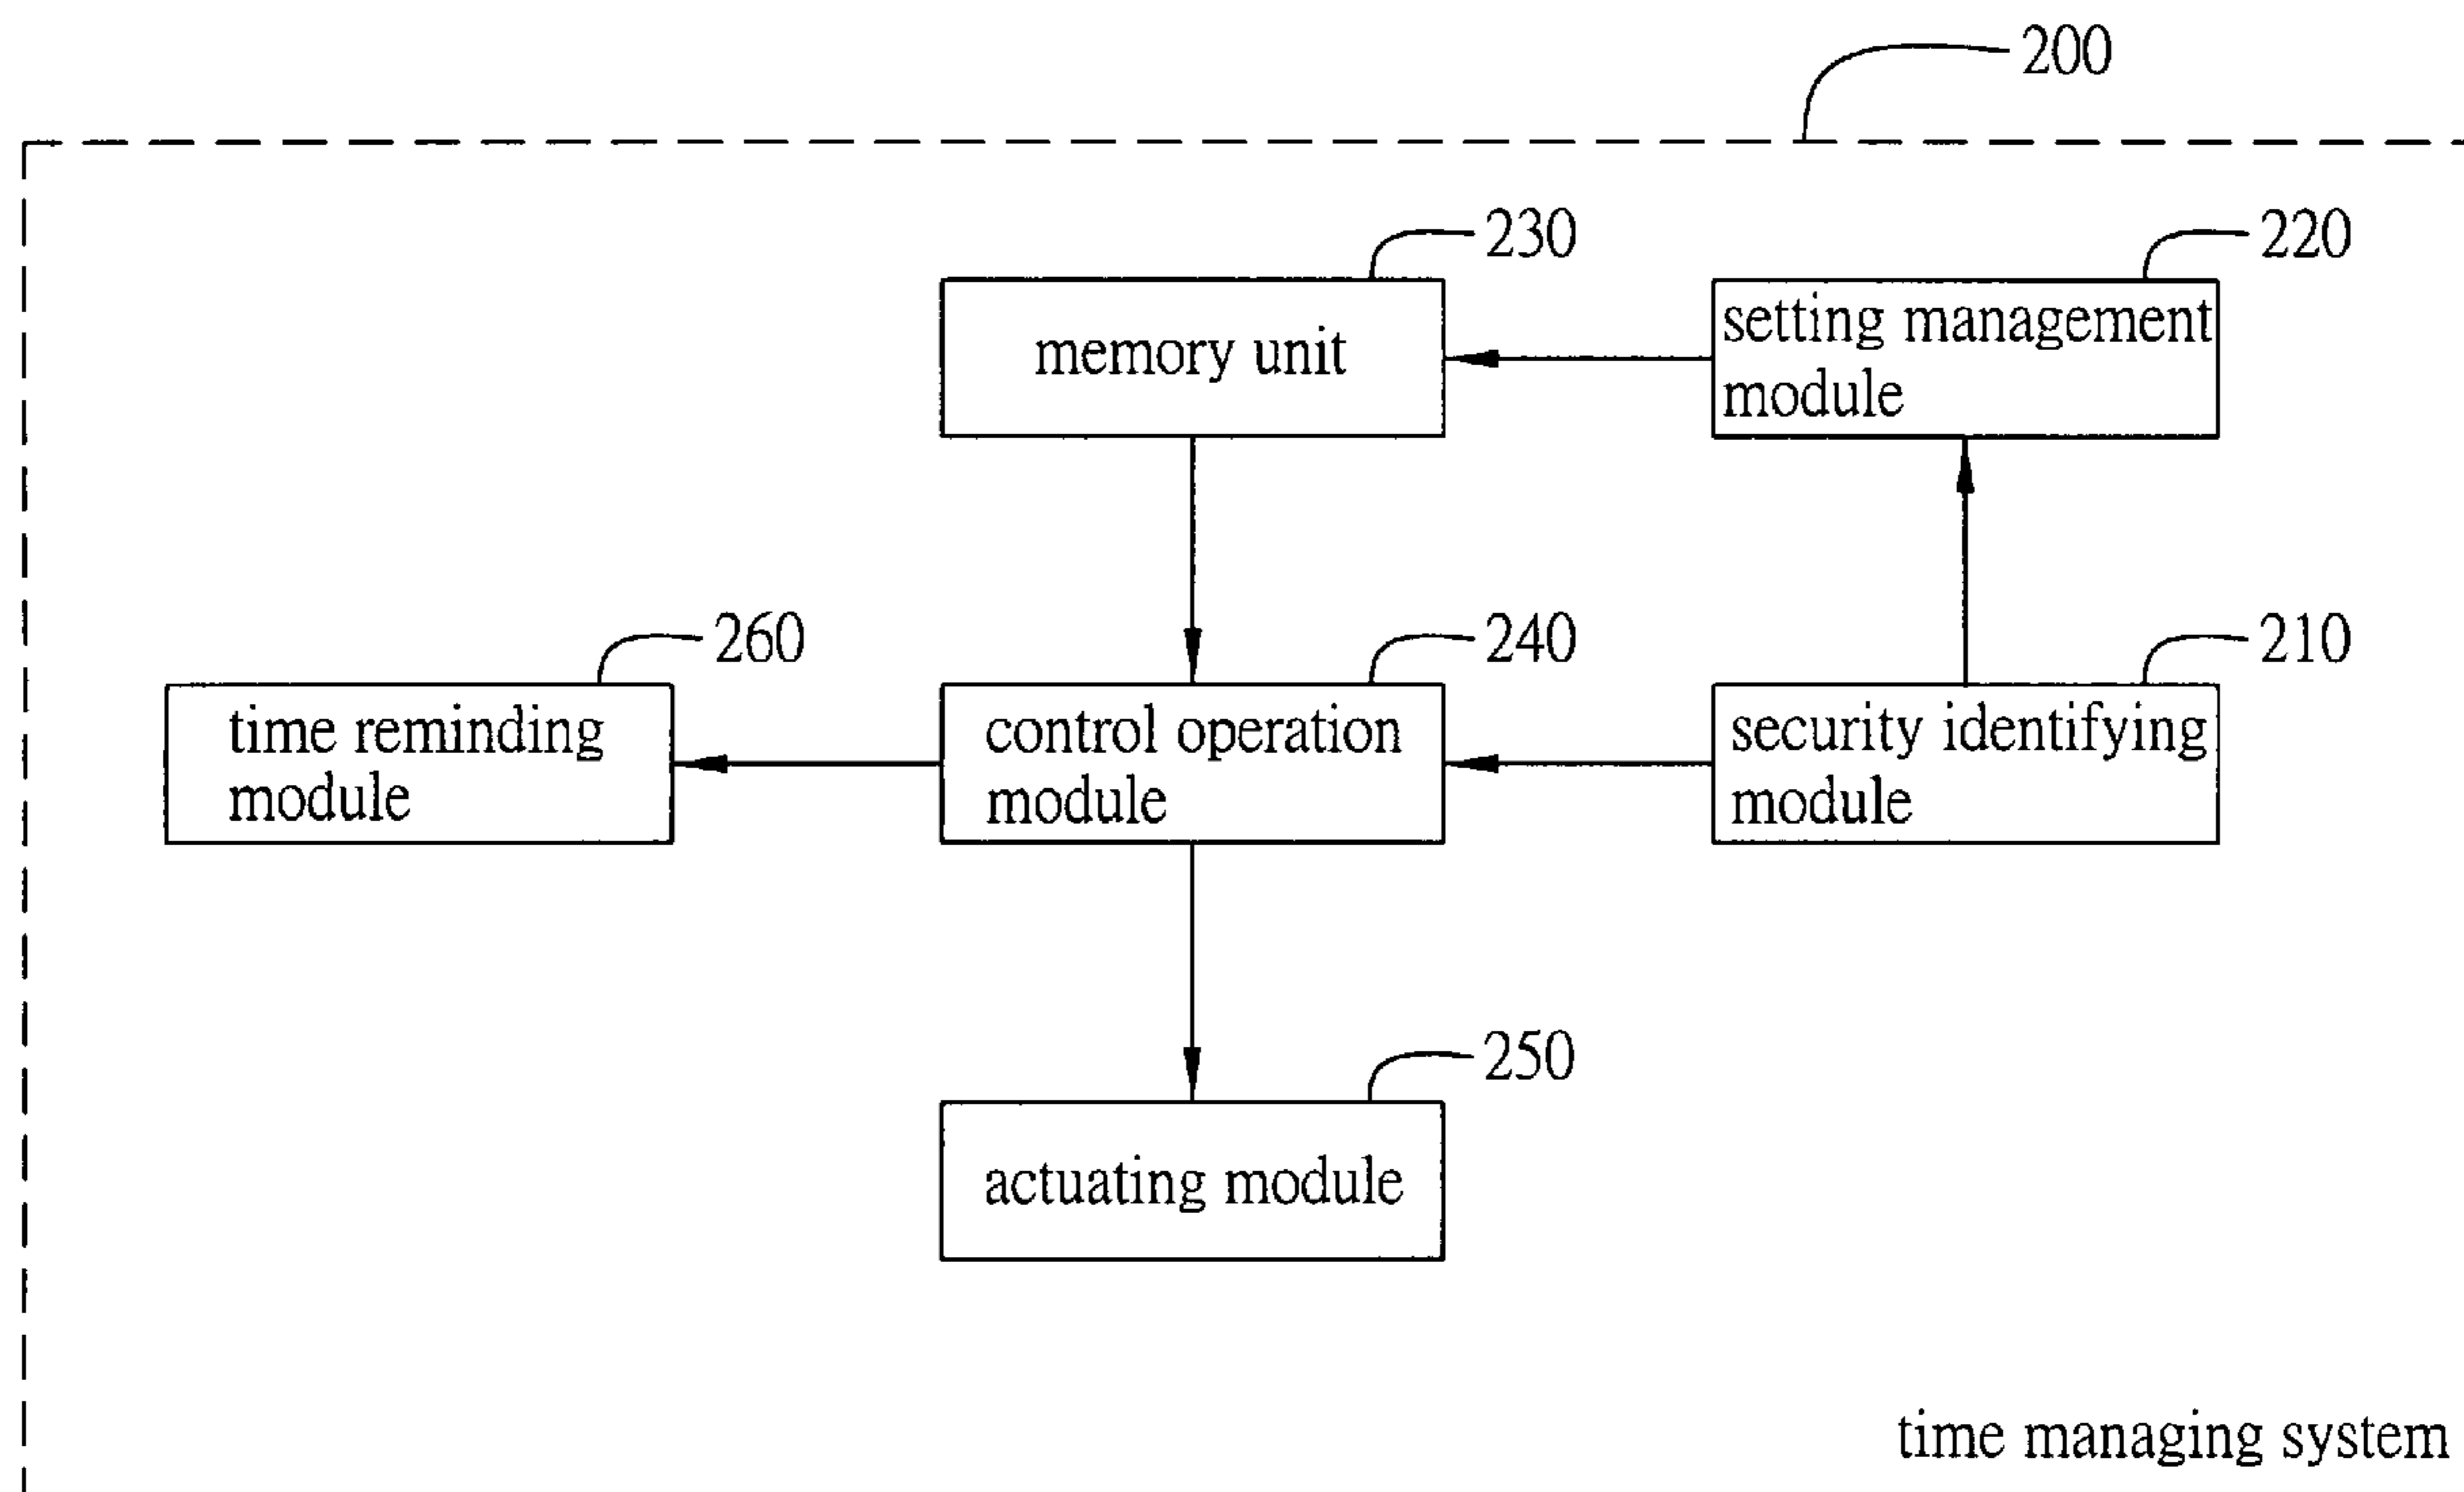 200
230
220
memory unit
setting management
module
260
240
210
time reminding
module
control operation
module
security identifying
module
250
actuating module
time managing system